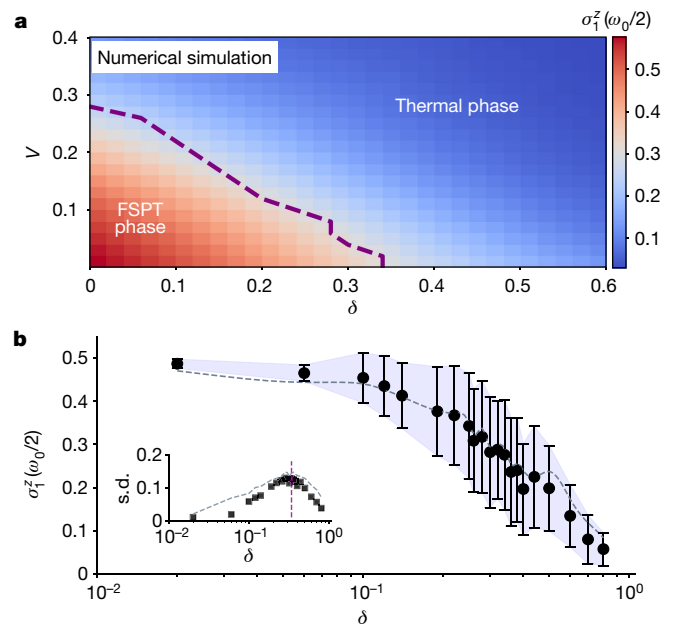 a
σ₁ᶻ(ω₀/2)
Numerical simulation
Thermal phase
FSPT
phase
0.4
0.3
0.2
0.1
V
0 0.1 0.2 0.3 0.4 0.5 0.6
δ
0.5
0.4
0.3
0.2
0.1
b
0.5
0.4
0.3
0.2
0.1
0
σ₁ᶻ(ω₀/2)
0.2
0.1
0
s.d.
10⁻¹ 10⁰
δ
10⁻² 10⁻¹ 10⁰
δ